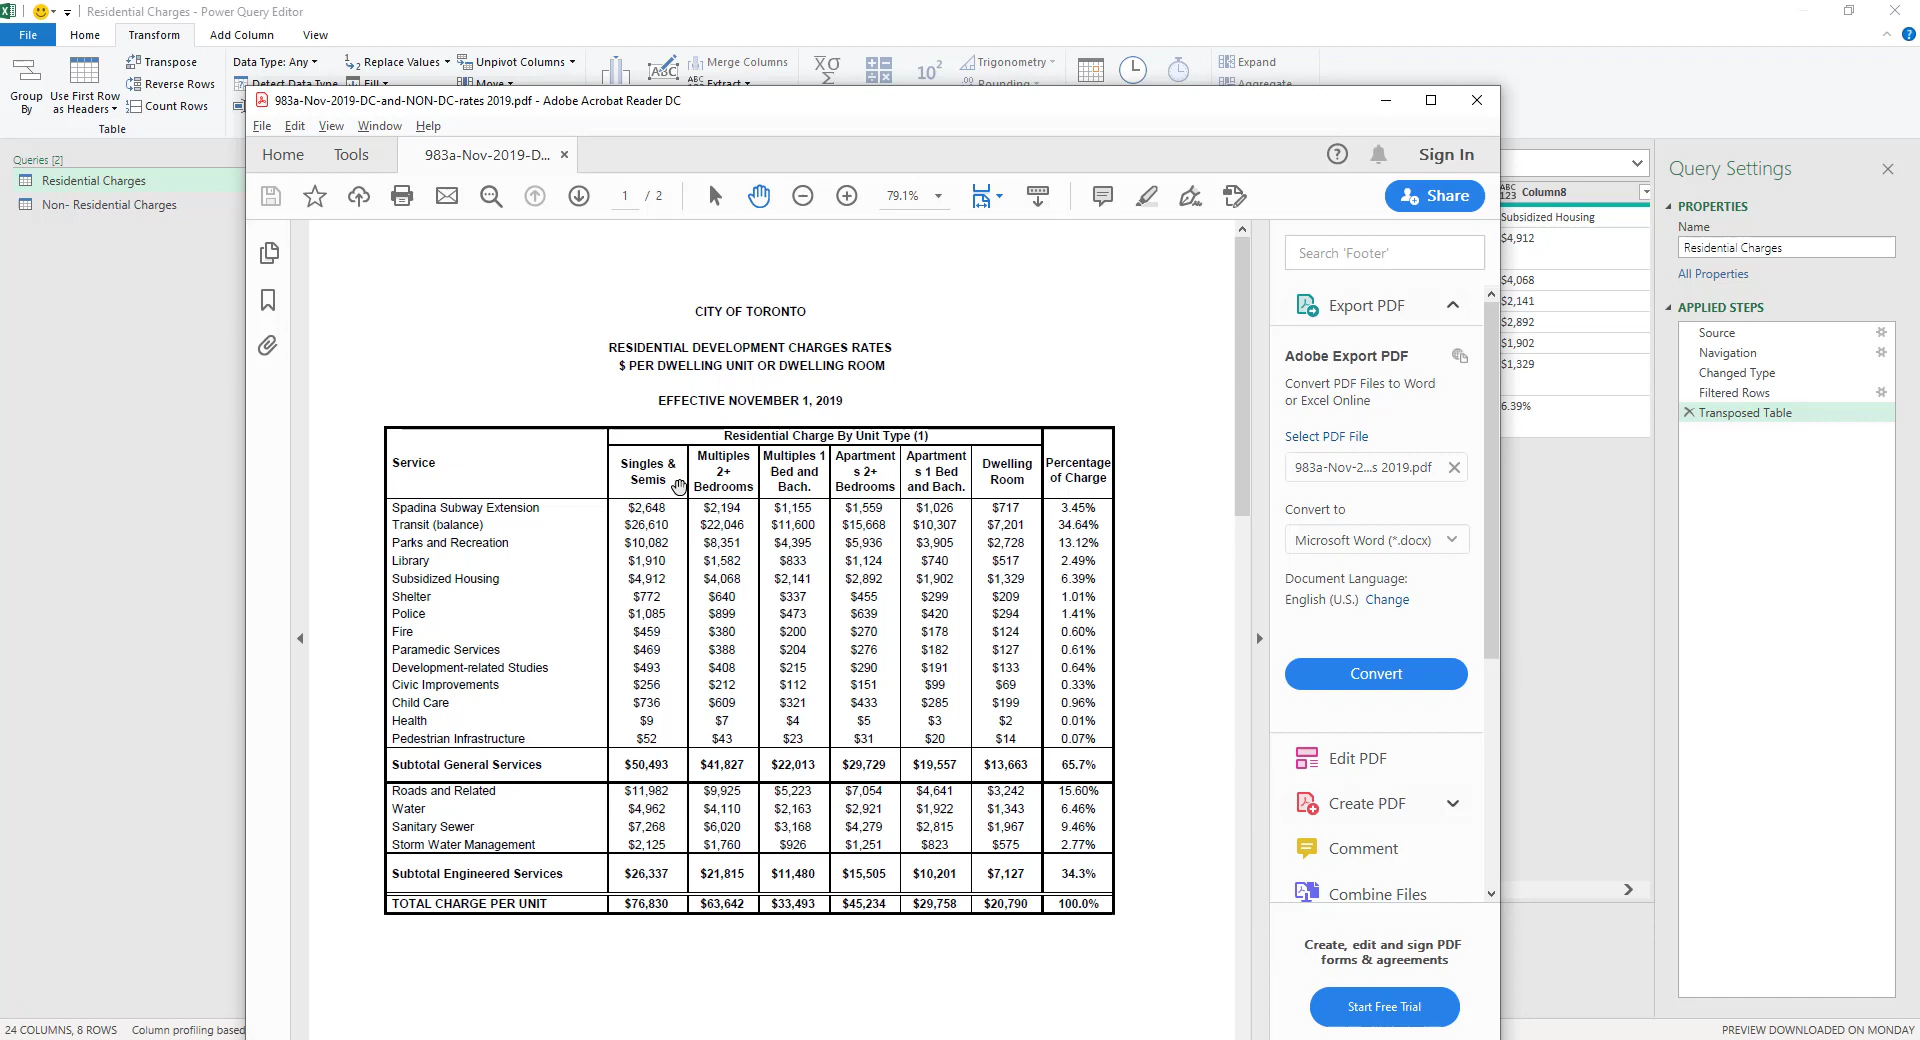 Residential Charges - Power Query Editor
File Home Transform Add Column View
Group By
Use First Row as Headers
Transpose
Reverse Rows
Count Rows
Table
Data Type: Any
Detect Data Type
Replace Values
Fill
Unpivot Columns
Move
ABC
Merge Columns
ABC Extract
XΣ
σ
10²
Trigonometry
Rounding
Expand
Aggregate
Queries [2]
Residential Charges
Non- Residential Charges
983a-Nov-2019-DC-and-NON-DC-rates 2019.pdf - Adobe Acrobat Reader DC
File Edit View Window Help
Home Tools 983a-Nov-2019-D... Sign In
1 / 2 79.1% Share
CITY OF TORONTO
RESIDENTIAL DEVELOPMENT CHARGES RATES
$ PER DWELLING UNIT OR DWELLING ROOM
EFFECTIVE NOVEMBER 1, 2019
Residential Charge By Unit Type (1)
Service
Singles & Semis
Multiples 2+ Bedrooms
Multiples 1 Bed and Bach.
Apartment s 2+ Bedrooms
Apartment s 1 Bed and Bach.
Dwelling Room
Percentage of Charge
Spadina Subway Extension $2,648 $2,194 $1,155 $1,559 $1,026 $717 3.45%
Transit (balance) $26,610 $22,046 $11,600 $15,668 $10,307 $7,201 34.64%
Parks and Recreation $10,082 $8,351 $4,395 $5,936 $3,905 $2,728 13.12%
Library $1,910 $1,582 $833 $1,124 $740 $517 2.49%
Subsidized Housing $4,912 $4,068 $2,141 $2,892 $1,902 $1,329 6.39%
Shelter $772 $640 $337 $455 $299 $209 1.01%
Police $1,085 $899 $473 $639 $420 $294 1.41%
Fire $459 $380 $200 $270 $178 $124 0.60%
Paramedic Services $469 $388 $204 $276 $182 $127 0.61%
Development-related Studies $493 $408 $215 $290 $191 $133 0.64%
Civic Improvements $256 $212 $112 $151 $99 $69 0.33%
Child Care $736 $609 $321 $433 $285 $199 0.96%
Health $9 $7 $4 $5 $3 $2 0.01%
Pedestrian Infrastructure $52 $43 $23 $31 $20 $14 0.07%
Subtotal General Services $50,493 $41,827 $22,013 $29,729 $19,557 $13,663 65.7%
Roads and Related $11,982 $9,925 $5,223 $7,054 $4,641 $3,242 15.60%
Water $4,962 $4,110 $2,163 $2,921 $1,922 $1,343 6.46%
Sanitary Sewer $7,268 $6,020 $3,168 $4,279 $2,815 $1,967 9.46%
Storm Water Management $2,125 $1,760 $926 $1,251 $823 $575 2.77%
Subtotal Engineered Services $26,337 $21,815 $11,480 $15,505 $10,201 $7,127 34.3%
TOTAL CHARGE PER UNIT $76,830 $63,642 $33,493 $45,234 $29,758 $20,790 100.0%
Search 'Footer'
Export PDF
Adobe Export PDF
Convert PDF Files to Word
or Excel Online
Select PDF File
983a-Nov-2...s 2019.pdf
Convert to
Microsoft Word (*.docx)
Document Language:
English (U.S.) Change
Convert
Edit PDF
Create PDF
Comment
Combine Files
Create, edit and sign PDF
forms & agreements
Start Free Trial
ABC 123 Column8
Subsidized Housing
$4,912
$4,068
$2,141
$2,892
$1,902
$1,329
6.39%
Query Settings
PROPERTIES
Name
Residential Charges
All Properties
APPLIED STEPS
Source
Navigation
Changed Type
Filtered Rows
Transposed Table
24 COLUMNS, 8 ROWS Column profiling based
PREVIEW DOWNLOADED ON MONDAY